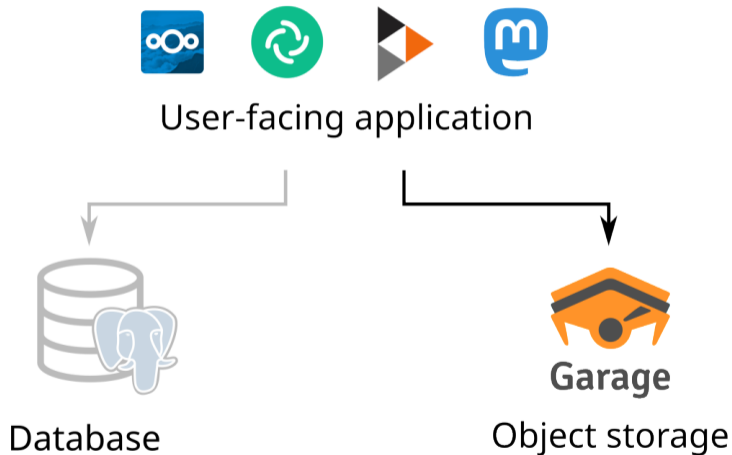 User-facing application
Garage
Database
Object storage